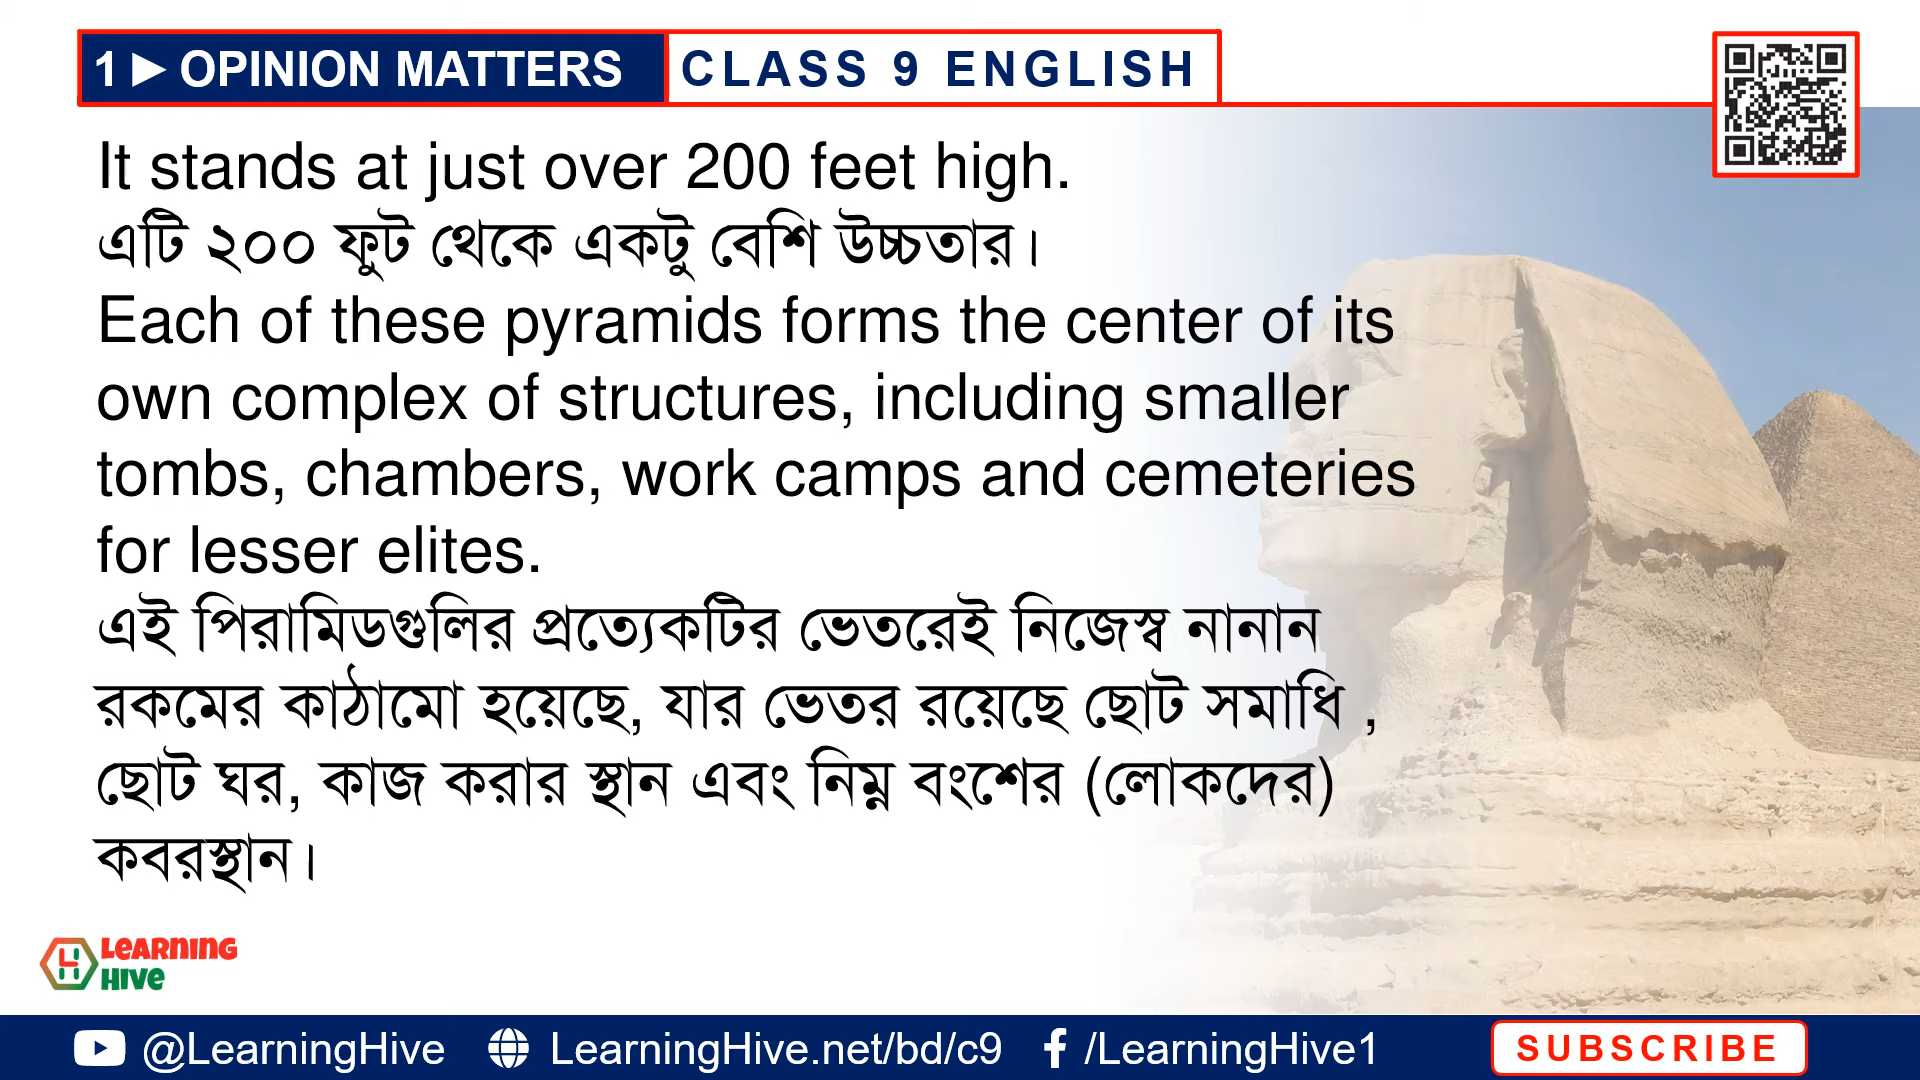 1►OPINION MATTERS CLASS 9 ENGLISH
It stands at just over 200 feet high.
এটি ২০০ ফুট থেকে একটু বেশি উচ্চতার।
Each of these pyramids forms the center of its
own complex of structures, including smaller
tombs, chambers, work camps and cemeteries
for lesser elites.
এই পিরামিডগুলির প্রত্যেকটির ভেতরেই নিজেস্ব নানান
রকমের কাঠামো হয়েছে, যার ভেতর রয়েছে ছোট সমাধি ,
ছোট ঘর, কাজ করার স্থান এবং নিম্ন বংশের (লোকদের)
কবরস্থান।
LEARNING
HIVE
@LearningHive LearningHive.net/bd/c9 /LearningHive1 SUBSCRIBE